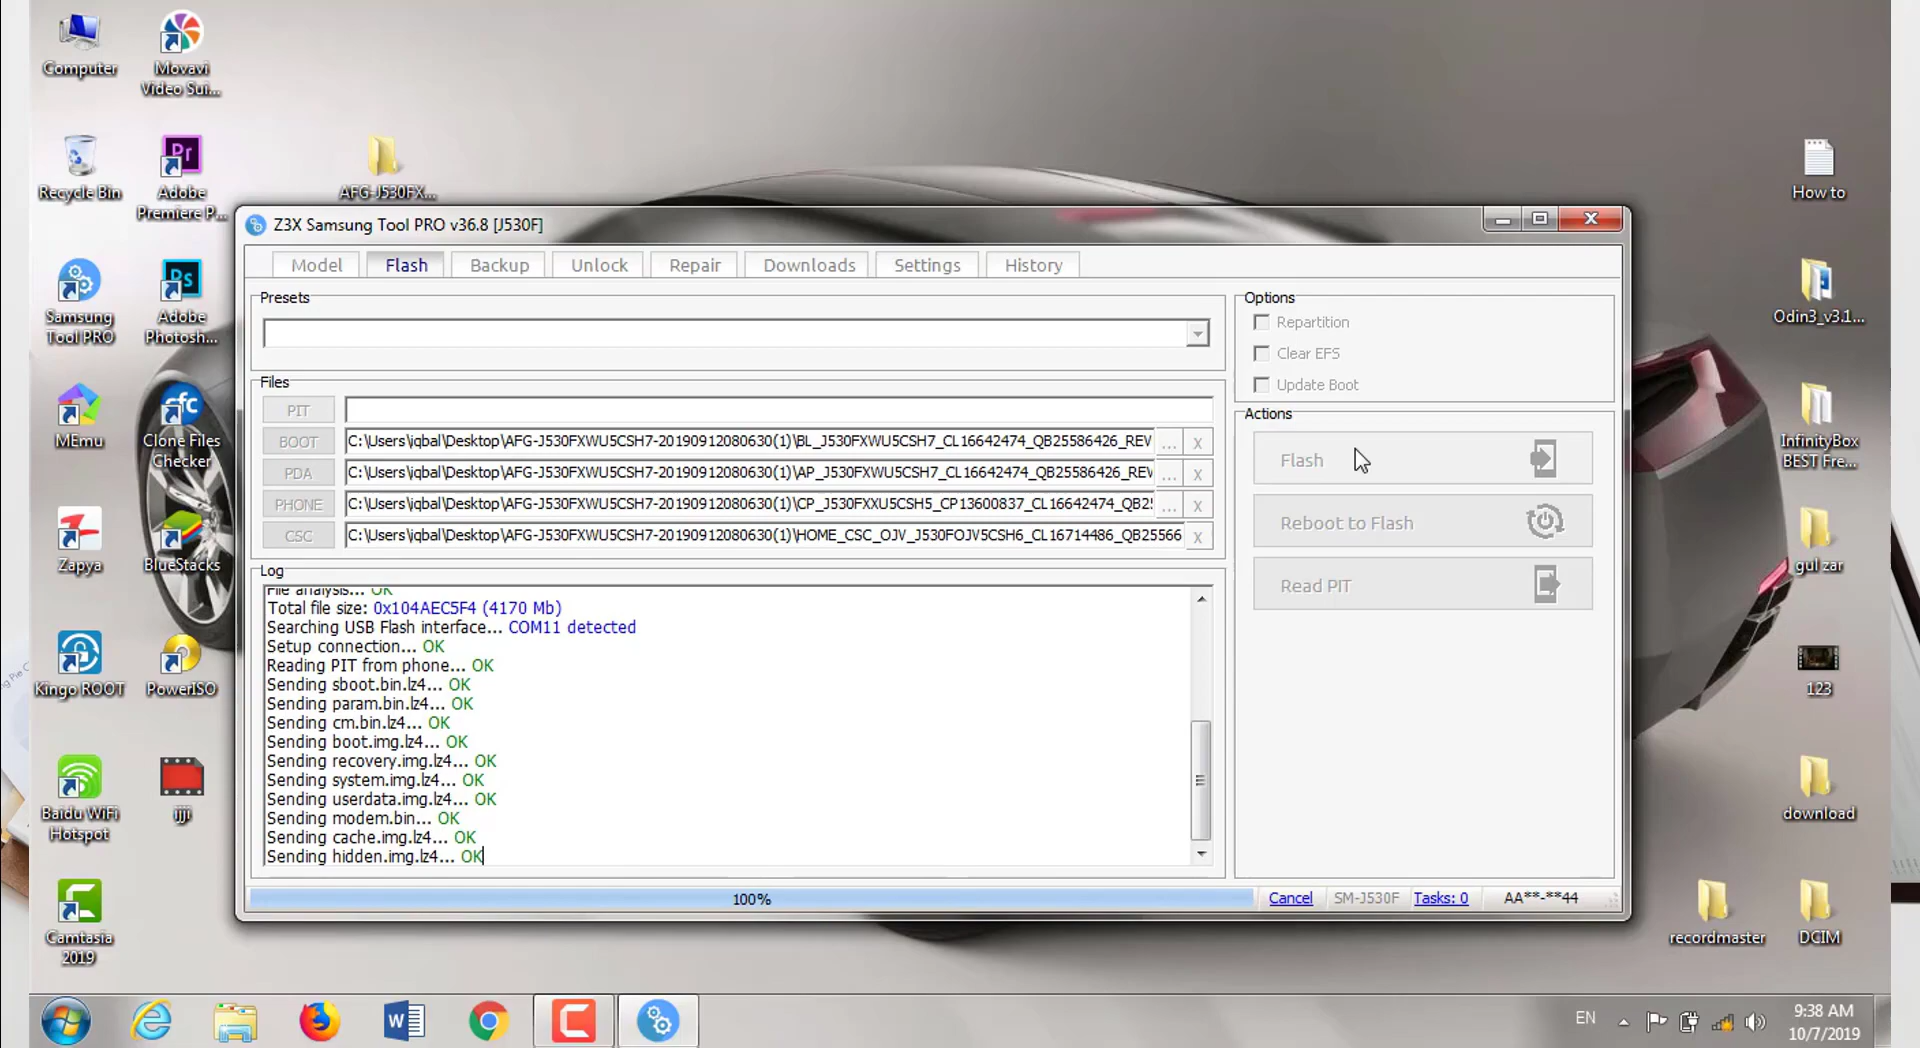 Computer
Movavi
Video Sui...
Recycle Bin
Adobe
Premiere P...
AFG-J530FX...
How to
Samsung
Tool PRO
Adobe
Photosh...
Odin3_v3.1...
MEmu
Clone Files
Checker
InfinityBox
BEST Fre...
Zapya
BlueStacks
gul zar
Kingo ROOT
PowerISO
123
Baidu WiFi
Hotspot
jiji
download
Camtasia
2019
recordmaster
DCIM
Z3X Samsung Tool PRO v36.8 [J530F]
Model Flash Backup Unlock Repair Downloads Settings History
Presets
Files
PIT
BOOT C:\Users\iqbal\Desktop\AFG-J530FXWU5CSH7-20190912080630(1)\BL_J530FXWU5CSH7_CL16642474_QB25586426_REV ... x
PDA C:\Users\iqbal\Desktop\AFG-J530FXWU5CSH7-20190912080630(1)\AP_J530FXWU5CSH7_CL16642474_QB25586426_REV ... x
PHONE C:\Users\iqbal\Desktop\AFG-J530FXWU5CSH7-20190912080630(1)\CP_J530FXXU5CSH5_CP13600837_CL16642474_QB2! ... x
CSC C:\Users\iqbal\Desktop\AFG-J530FXWU5CSH7-20190912080630(1)\HOME_CSC_OJV_J530FOJV5CSH6_CL16714486_QB25566 x
Options
Repartition
Clear EFS
Update Boot
Actions
Flash
Reboot to Flash
Read PIT
Log
File analysis... OK
Total file size: 0x104AEC5F4 (4170 Mb)
Searching USB Flash interface... COM11 detected
Setup connection... OK
Reading PIT from phone... OK
Sending sboot.bin.lz4... OK
Sending param.bin.lz4... OK
Sending cm.bin.lz4... OK
Sending boot.img.lz4... OK
Sending recovery.img.lz4... OK
Sending system.img.lz4... OK
Sending userdata.img.lz4... OK
Sending modem.bin... OK
Sending cache.img.lz4... OK
Sending hidden.img.lz4... OK
100% Cancel SM-J530F Tasks: 0 AA**-**44
EN
9:38 AM
10/7/2019